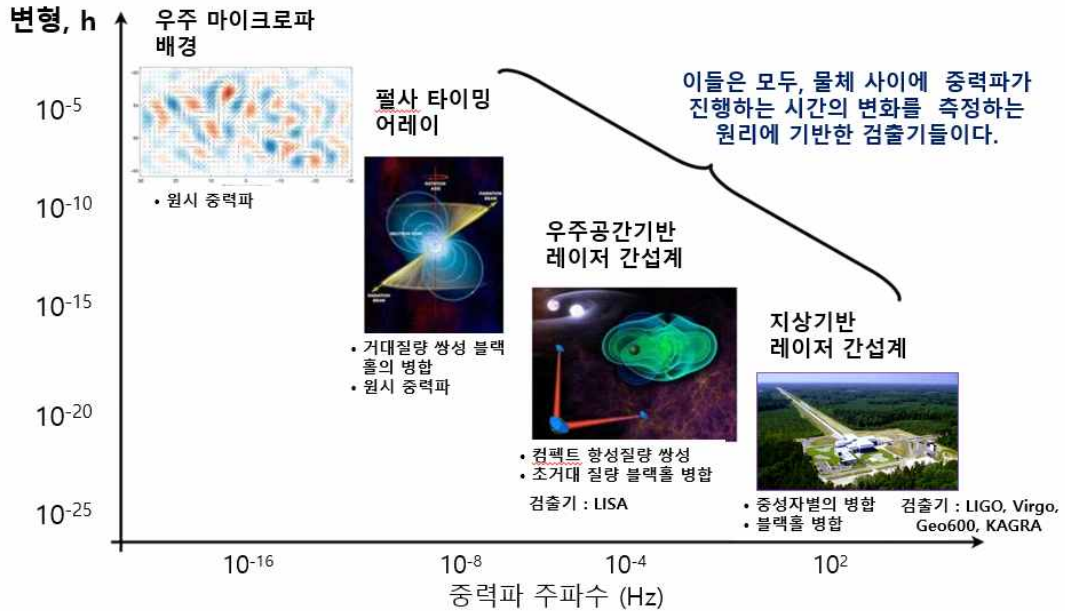 변형, h
우주 마이크로파
배경
• 원시 중력파
펄사 타이밍
어레이
ROTATION
AXIS
RADIATION
BEAM
RADIATION
BEAM
• 거대질량 쌍성 블랙
홀의 병합
• 원시 중력파
이들은 모두, 물체 사이에 중력파가
진행하는 시간의 변화를 측정하는
원리에 기반한 검출기들이다.
우주공간기반
레이저 간섭계
• 컴팩트 항성질량 쌍성
• 초거대 질량 블랙홀 병합
검출기 : LISA
지상기반
레이저 간섭계
• 중성자별의 병합
• 블랙홀 병합
검출기 : LIGO, Virgo,
Geo600, KAGRA
10-5
10-10
10-15
10-20
10-25
10-16
10-8
10-4
102
중력파 주파수 (Hz)